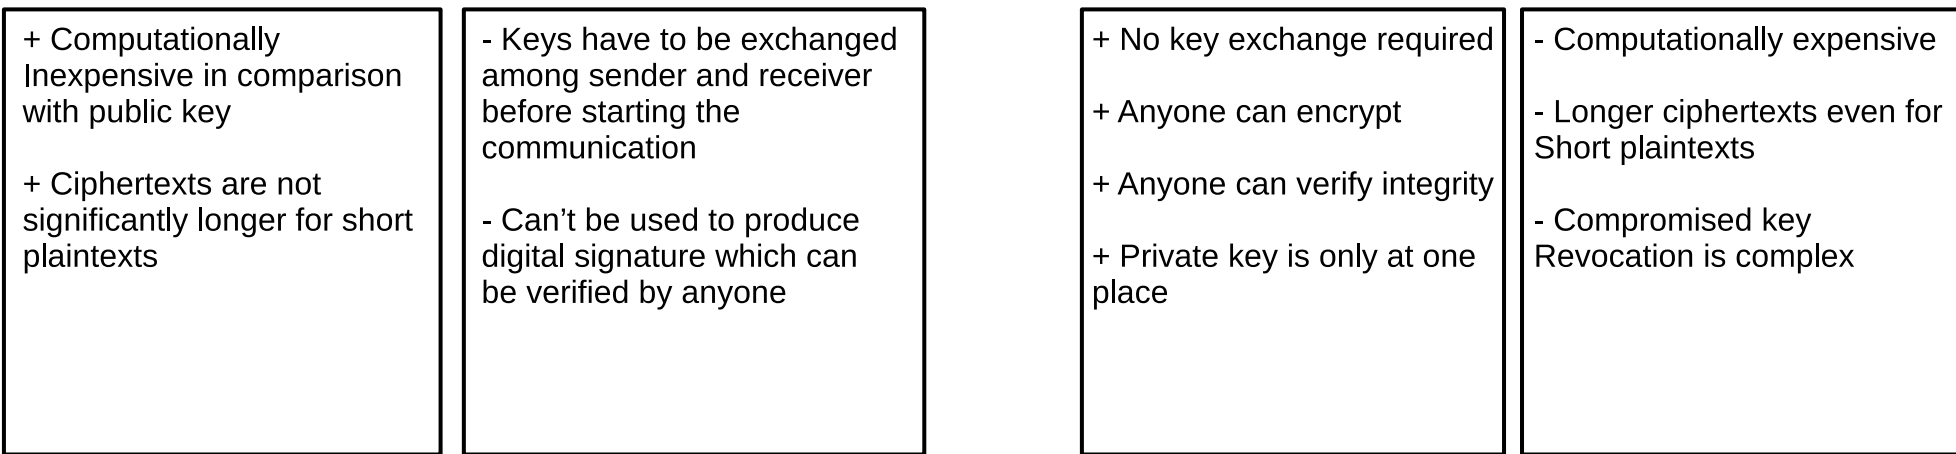 + Computationally
Inexpensive in comparison
with public key
+ Ciphertexts are not
significantly longer for short
plaintexts
- Keys have to be exchanged
among sender and receiver
before starting the
communication
- Can’t be used to produce
digital signature which can
be verified by anyone
+ No key exchange required
+ Anyone can encrypt
+ Anyone can verify integrity
+ Private key is only at one
place
- Computationally expensive
- Longer ciphertexts even for
Short plaintexts
- Compromised key
Revocation is complex